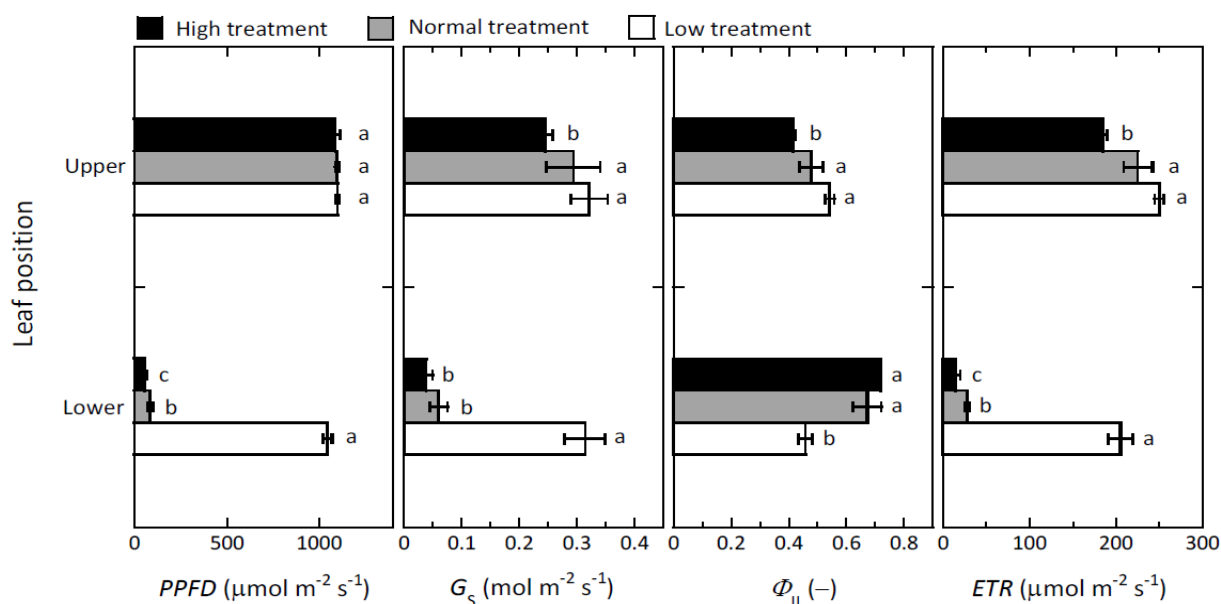 High treatment Normal treatment Low treatment
Leaf position
Upper
Lower
a
a
a
c
b
a
b
a
a
b
b
a
b
a
a
a
a
b
b
a
a
c
b
a
0 500 1000
0 0.1 0.2 0.3 0.4
0 0.2 0.4 0.6 0.8
0 100 200 300
PPFD (μmol m⁻² s⁻¹)
G_S (mol m⁻² s⁻¹)
Φ_II (–)
ETR (μmol m⁻² s⁻¹)